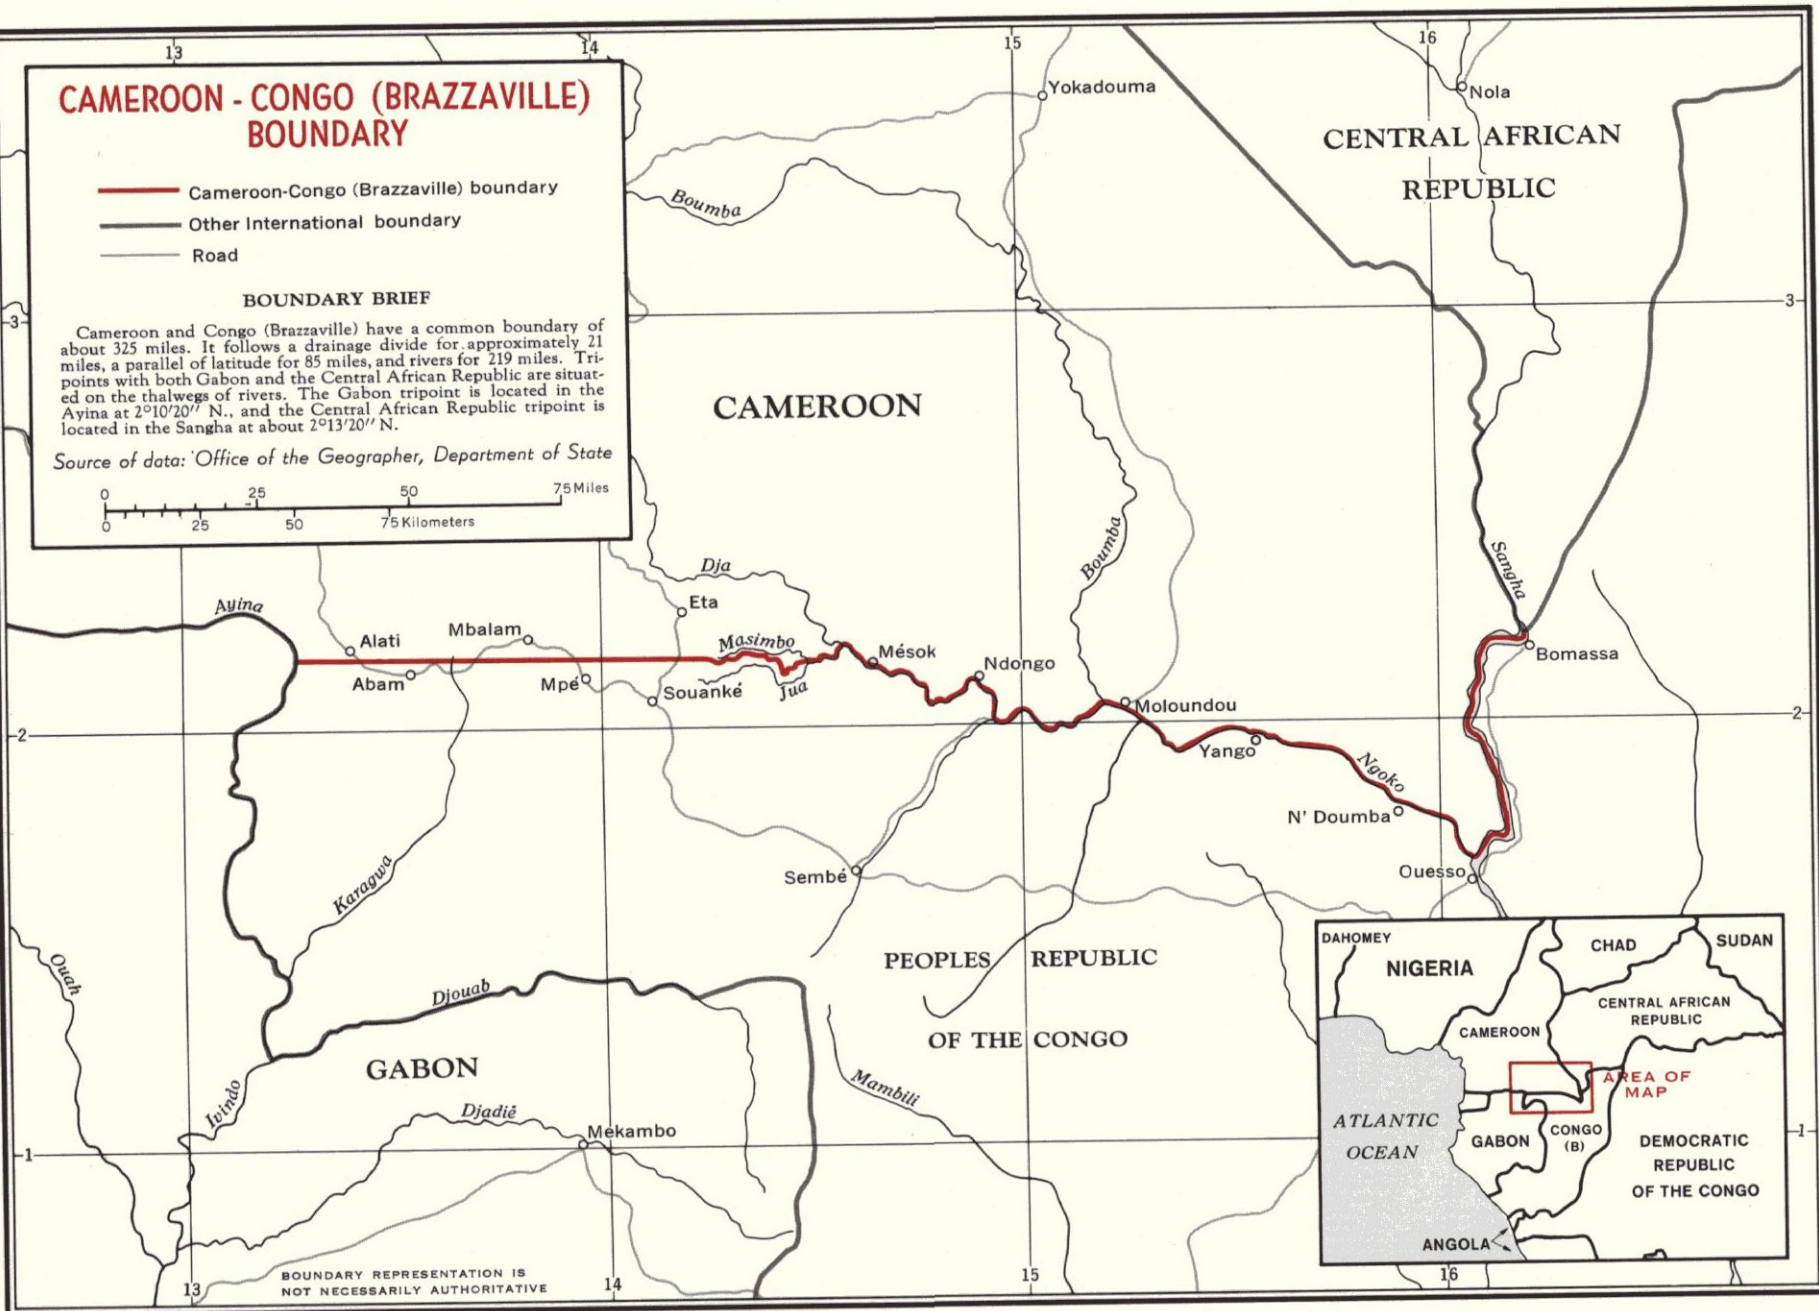 13
14
15
16
CAMEROON - CONGO (BRAZZAVILLE)
BOUNDARY
Cameroon-Congo (Brazzaville) boundary
Other International boundary
Road
BOUNDARY BRIEF
Cameroon and Congo (Brazzaville) have a common boundary of
about 325 miles. It follows a drainage divide for approximately 21
miles, a parallel of latitude for 85 miles, and rivers for 219 miles. Tri-
points with both Gabon and the Central African Republic are situat-
ed on the thalwegs of rivers. The Gabon tripoint is located in the
Ayina at 2°10'20" N., and the Central African Republic tripoint is
located in the Sangha at about 2°13'20" N.
Source of data: Office of the Geographer, Department of State
0 25 50 75 Miles
0 25 50 75 Kilometers
Yokadouma
Nola
CENTRAL AFRICAN
REPUBLIC
Boumba
3
3
CAMEROON
Boumba
Sangha
Dja
Ayina
Eta
Alati
Mbalam
Masimbo
Mésok
Ndongo
Bomassa
Abam
Mpé
Souanké
Jua
Moloundou
2
2
Yango
Ngoko
N' Doumba
Karagwa
Sembé
Ouesso
Ouah
Djouab
PEOPLES REPUBLIC
OF THE CONGO
GABON
Ivindo
Djadié
Mambili
Mekambo
1
1
DAHOMEY
NIGERIA
CHAD
SUDAN
CENTRAL AFRICAN
REPUBLIC
CAMEROON
AREA OF
MAP
ATLANTIC
OCEAN
GABON
CONGO
(B)
DEMOCRATIC
REPUBLIC
OF THE CONGO
ANGOLA
BOUNDARY REPRESENTATION IS
NOT NECESSARILY AUTHORITATIVE
13
14
15
16